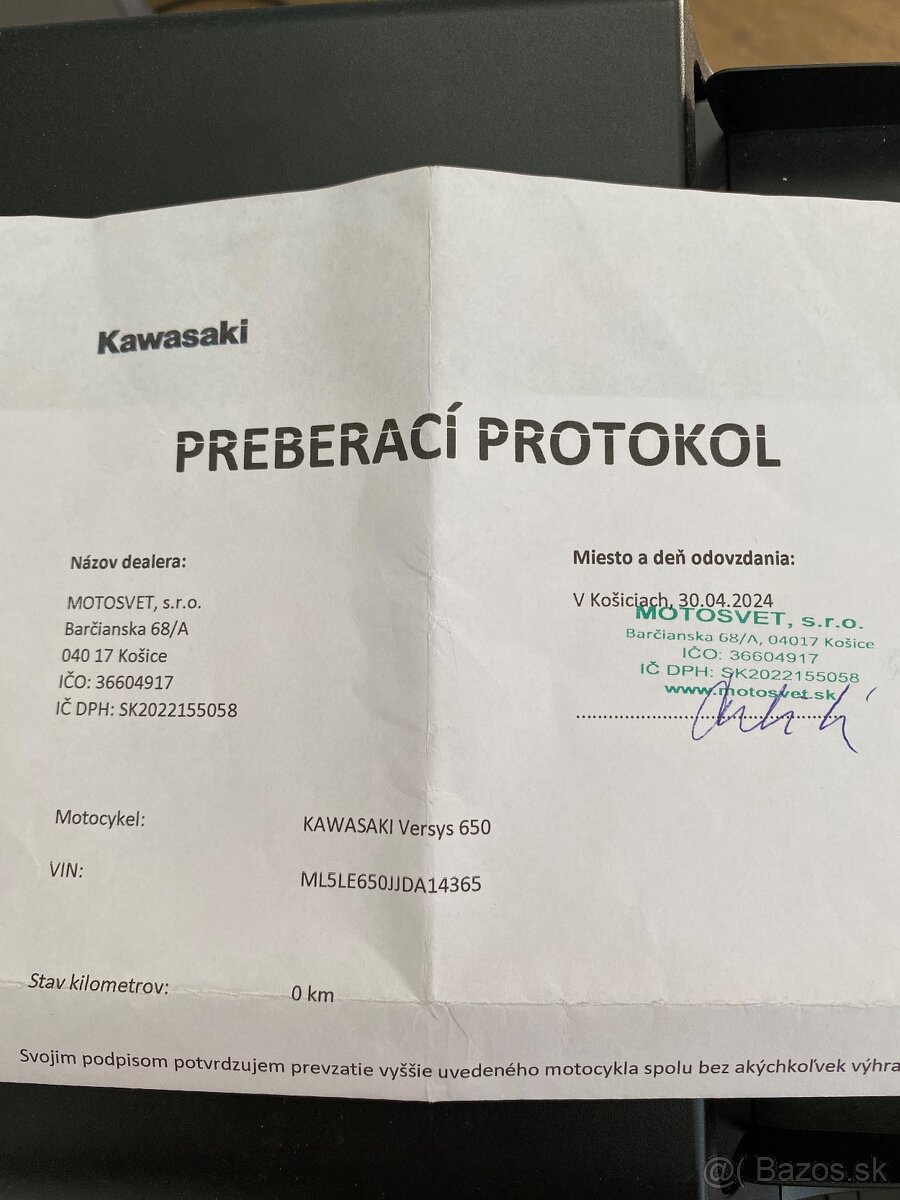 Kawasaki
PREBERACÍ PROTOKOL
Názov dealera:
MOTOSVET, s.r.o.
Barčianska 68/A
040 17 Košice
IČO: 36604917
IČ DPH: SK2022155058
Miesto a deň odovzdania:
V Košiciach, 30.04.2024
MOTOSVET, s.r.o.
Barčianska 68/A, 04017 Košice
IČO: 36604917
IČ DPH: SK2022155058
www.motosvet.sk
Motocykel: KAWASAKI Versys 650
VIN: ML5LE650JJDA14365
Stav kilometrov: 0 km
Svojim podpisom potvrdzujem prevzatie vyššie uvedeného motocykla spolu bez akýchkoľvek výhra
@( Bazos.sk